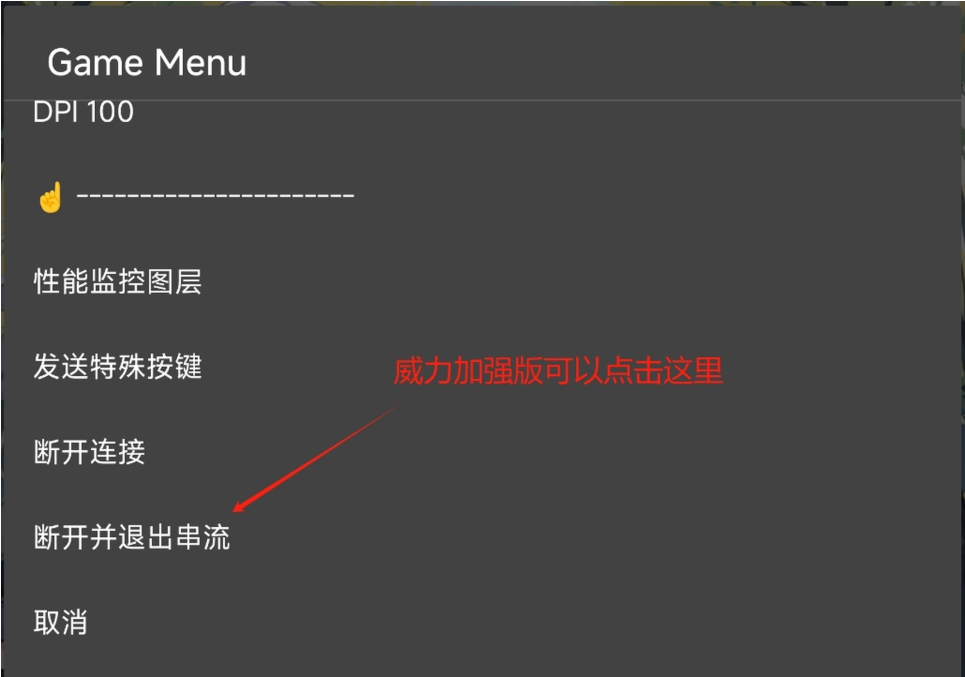 Game Menu
DPI 100
☝ ----------------------
性能监控图层
发送特殊按键
威力加强版可以点击这里
断开连接
断开并退出串流
取消